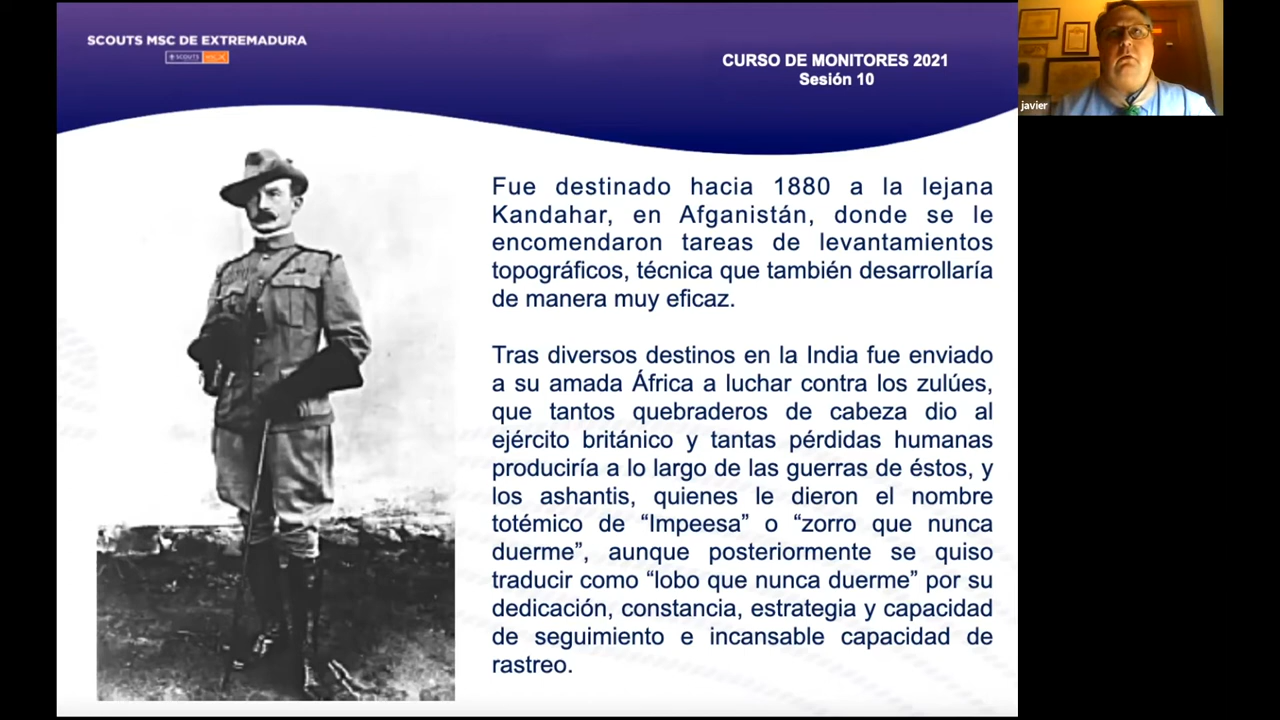 SCOUTS MSC DE EXTREMADURA
SCOUTS MSC
CURSO DE MONITORES 2021
Sesión 10
javier
Fue destinado hacia 1880 a la lejana
Kandahar, en Afganistán, donde se le
encomendaron tareas de levantamientos
topográficos, técnica que también desarrollaría
de manera muy eficaz.
Tras diversos destinos en la India fue enviado
a su amada África a luchar contra los zulúes,
que tantos quebraderos de cabeza dio al
ejército británico y tantas pérdidas humanas
produciría a lo largo de las guerras de éstos, y
los ashantis, quienes le dieron el nombre
totémico de “Impeesa” o “zorro que nunca
duerme”, aunque posteriormente se quiso
traducir como “lobo que nunca duerme” por su
dedicación, constancia, estrategia y capacidad
de seguimiento e incansable capacidad de
rastreo.